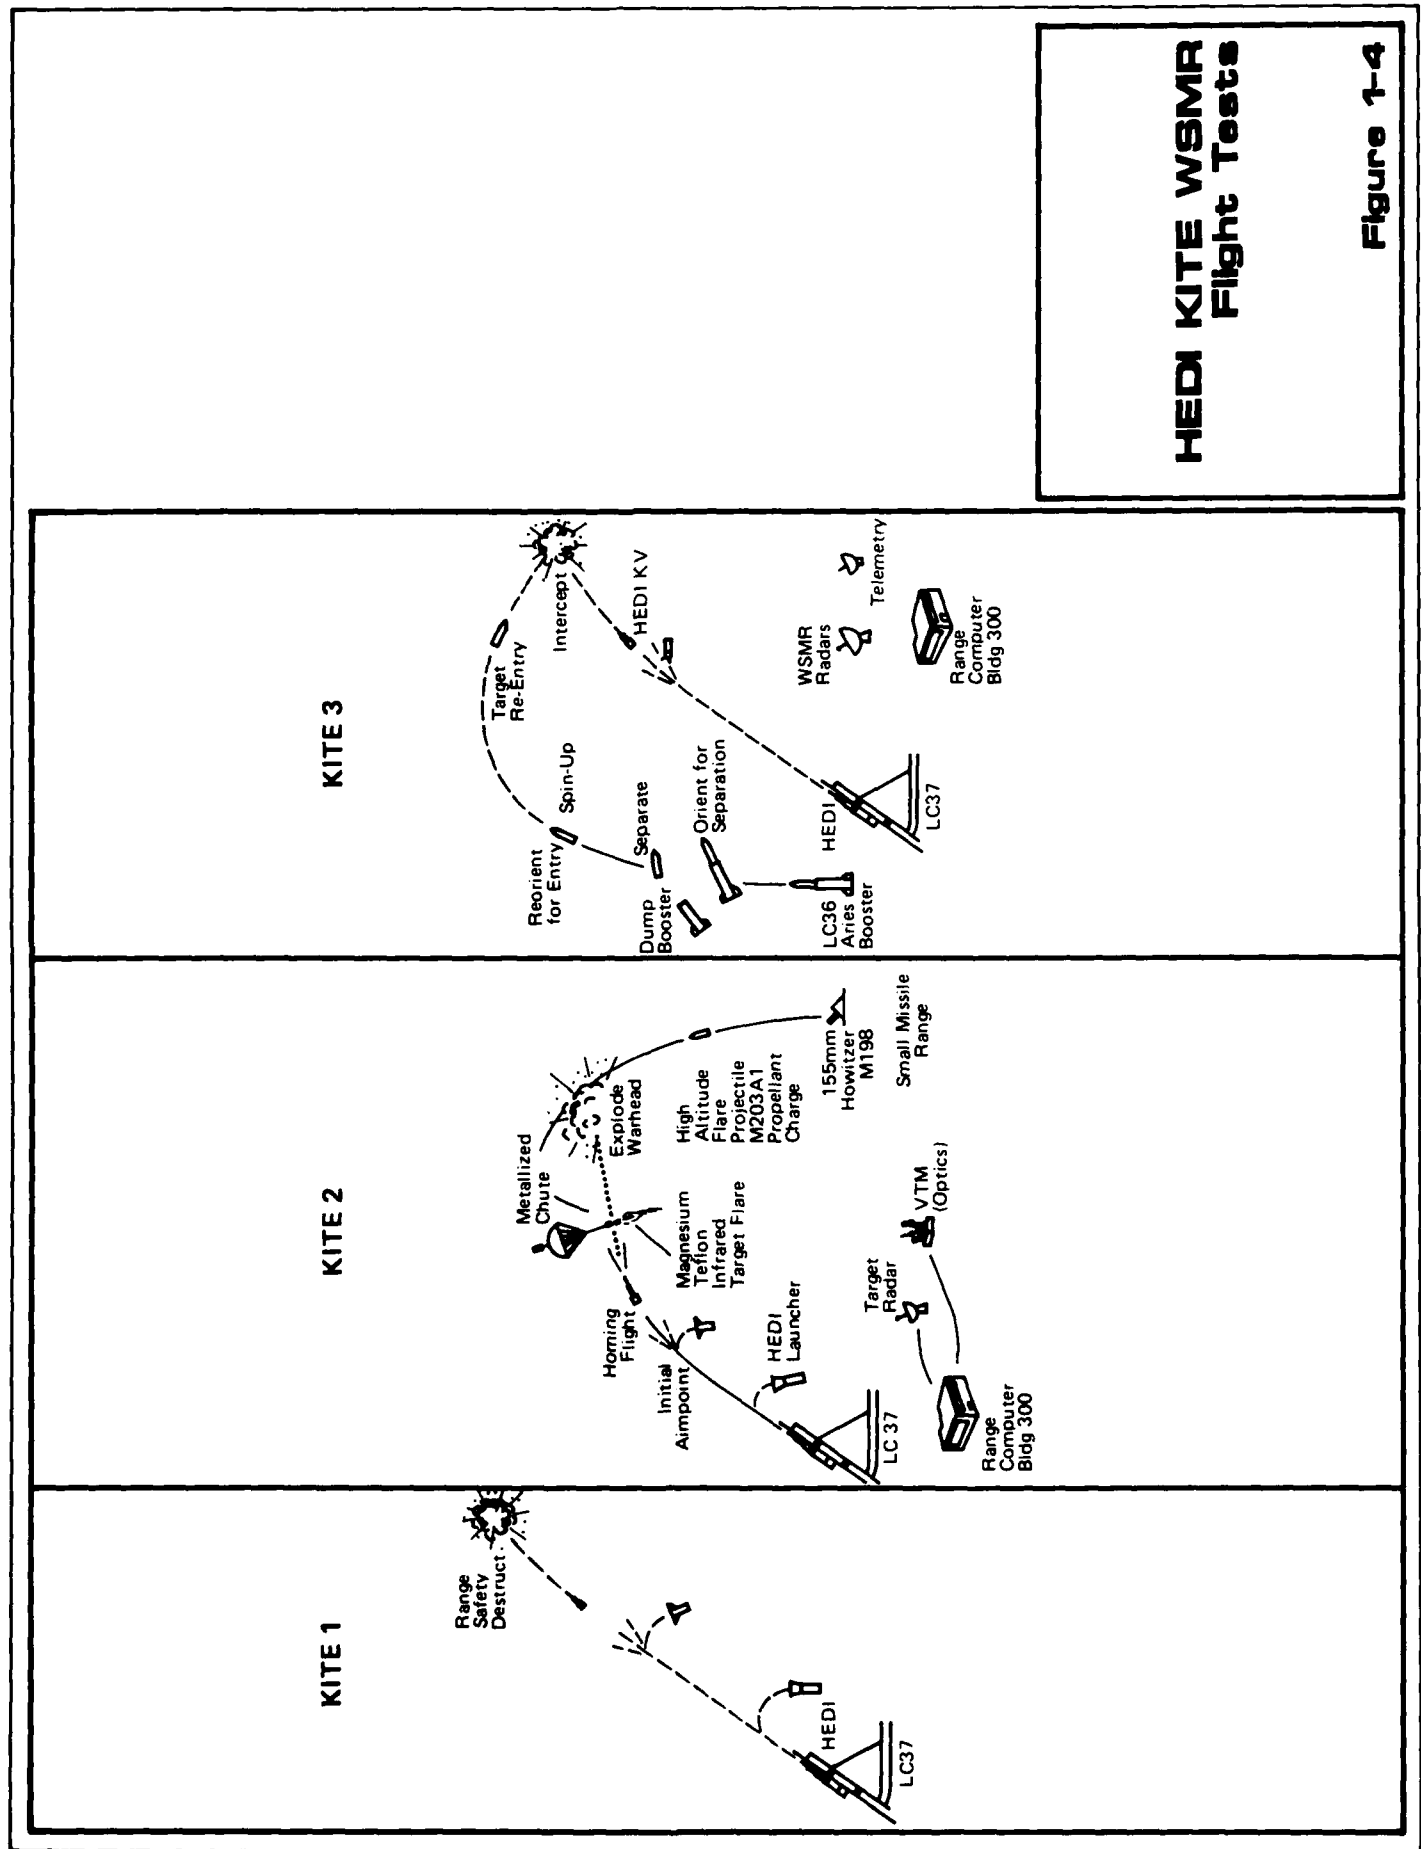 KITE 1
Range
Safety
Destruct
HEDI
LC37
KITE 2
Metallized
Chute
Explode
Warhead
Homing
Flight
Magnesium
Teflon
Infrared
Target Flare
High
Altitude
Flare
Projectile
M203A1
Propellant
Charge
Initial
Aimpoint
HEDI
Launcher
155mm
Howitzer
M198
Small Missile
Range
LC 37
Target
Radar
VTM
(Optics)
Range
Computer
Bldg 300
KITE 3
Target
Re-Entry
Intercept
Reorient
for Entry
Spin-Up
HEDI KV
Separate
Dump
Booster
Orient for
Separation
LC36
Aries
Booster
HEDI
LC37
WSMR
Radars
Telemetry
Range
Computer
Bldg 300
HEDI KITE WSMR
Flight Tests
Figure 1-4